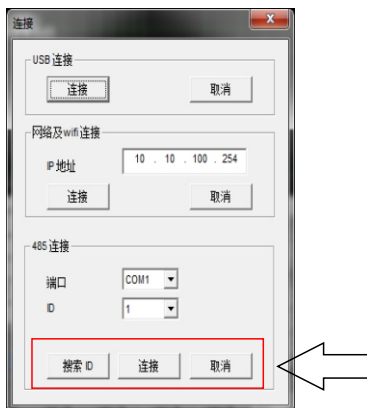 连接
USB 连接
连接 取消
网络及wifi连接
IP 地址 10 . 10 . 100 . 254
连接 取消
485 连接
端口 COM1
ID 1
搜索 ID 连接 取消